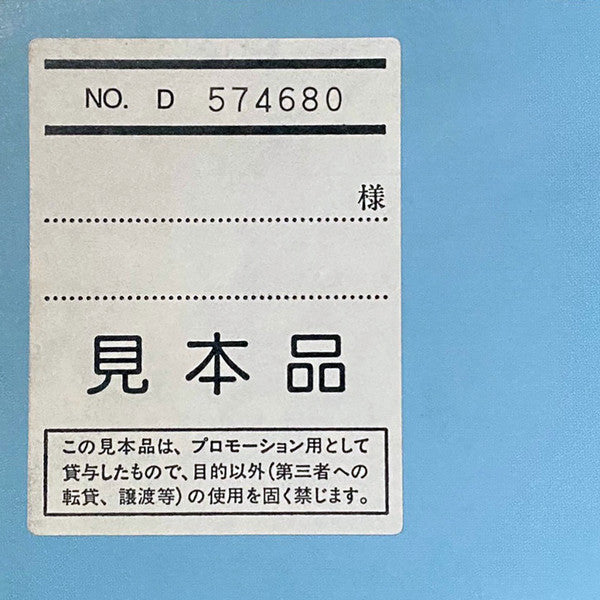 NO. D 574680
様
見本品
この見本品は、プロモーション用として
貸与したもので、目的以外(第三者への
転貸、譲渡等)の使用を固く禁じます。